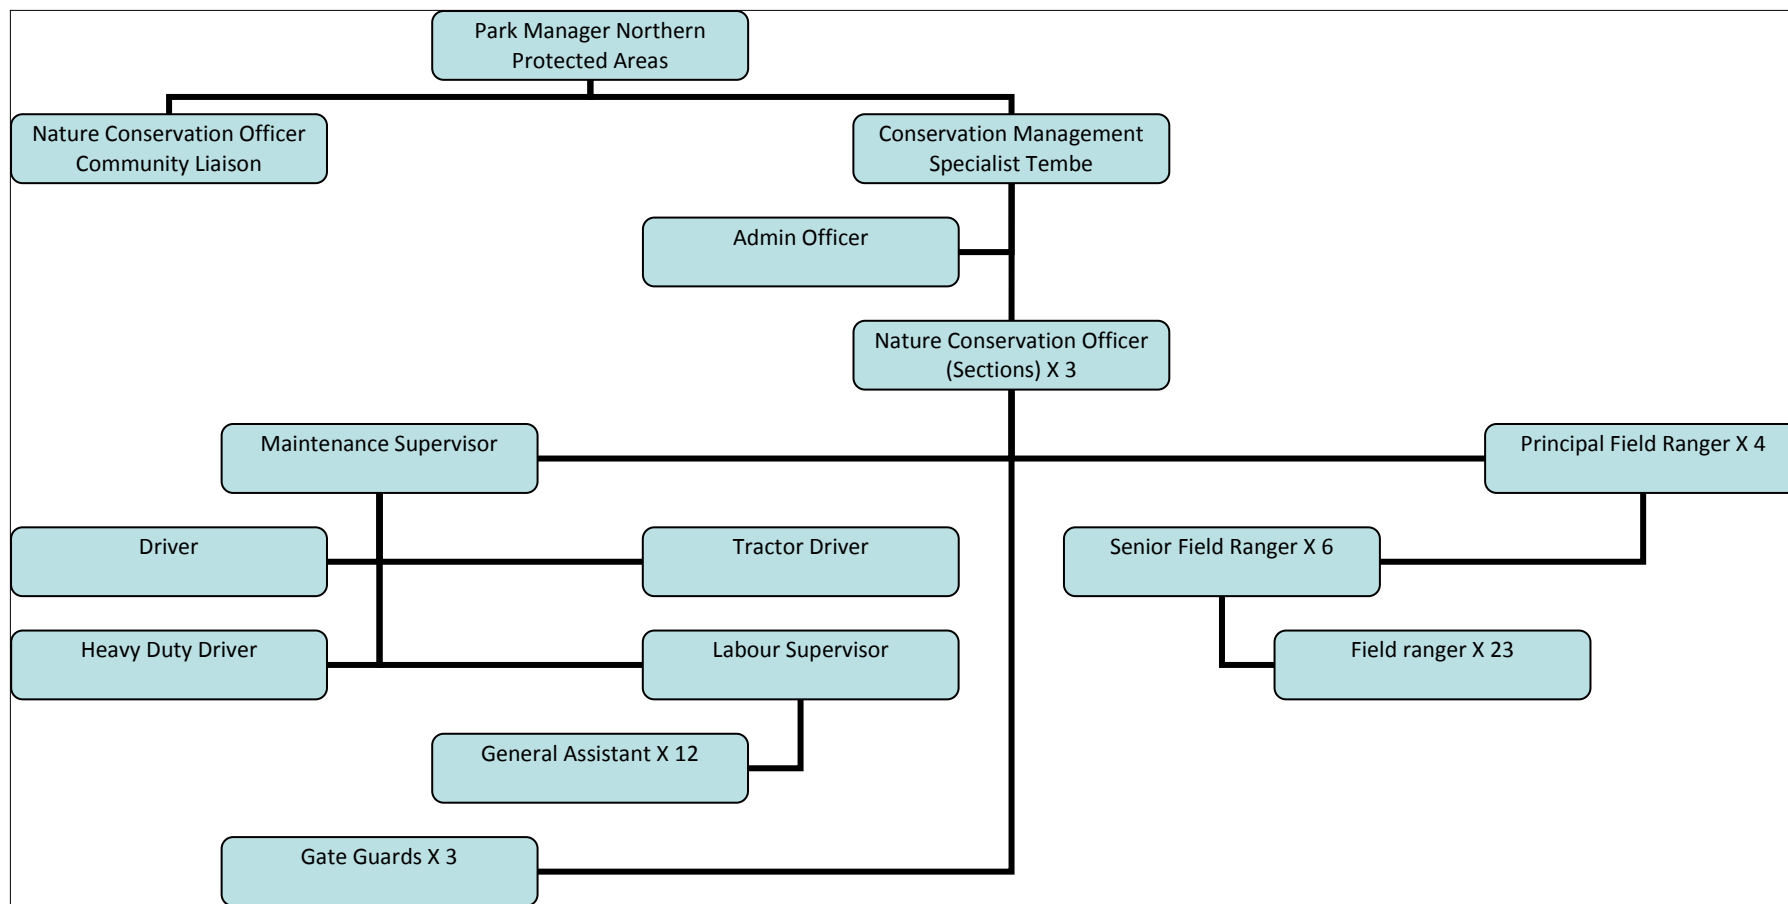 Park Manager Northern
Protected Areas
Nature Conservation Officer
Community Liaison
Conservation Management
Specialist Tembe
Admin Officer
Nature Conservation Officer
(Sections) X 3
Maintenance Supervisor
Principal Field Ranger X 4
Driver
Tractor Driver
Senior Field Ranger X 6
Heavy Duty Driver
Labour Supervisor
Field ranger X 23
General Assistant X 12
Gate Guards X 3